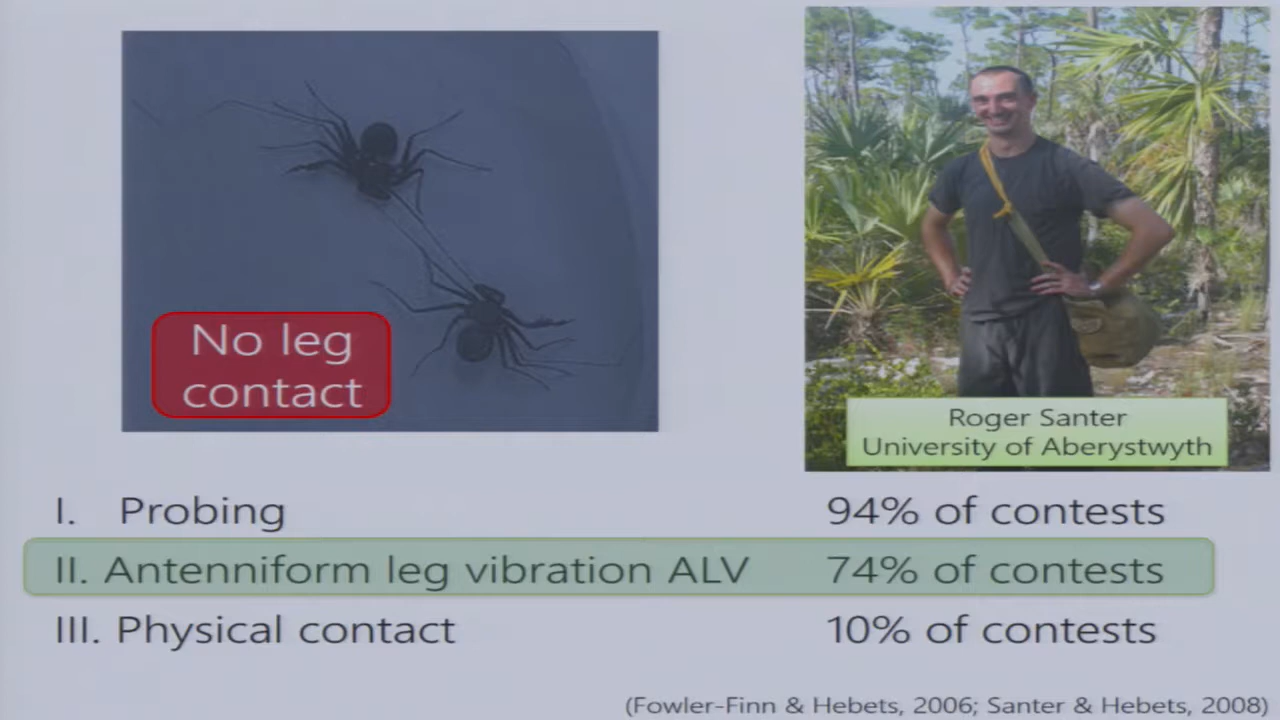 No leg
contact
Roger Santer
University of Aberystwyth
I. Probing 94% of contests
II. Antenniform leg vibration ALV 74% of contests
III. Physical contact 10% of contests
(Fowler-Finn & Hebets, 2006; Santer & Hebets, 2008)